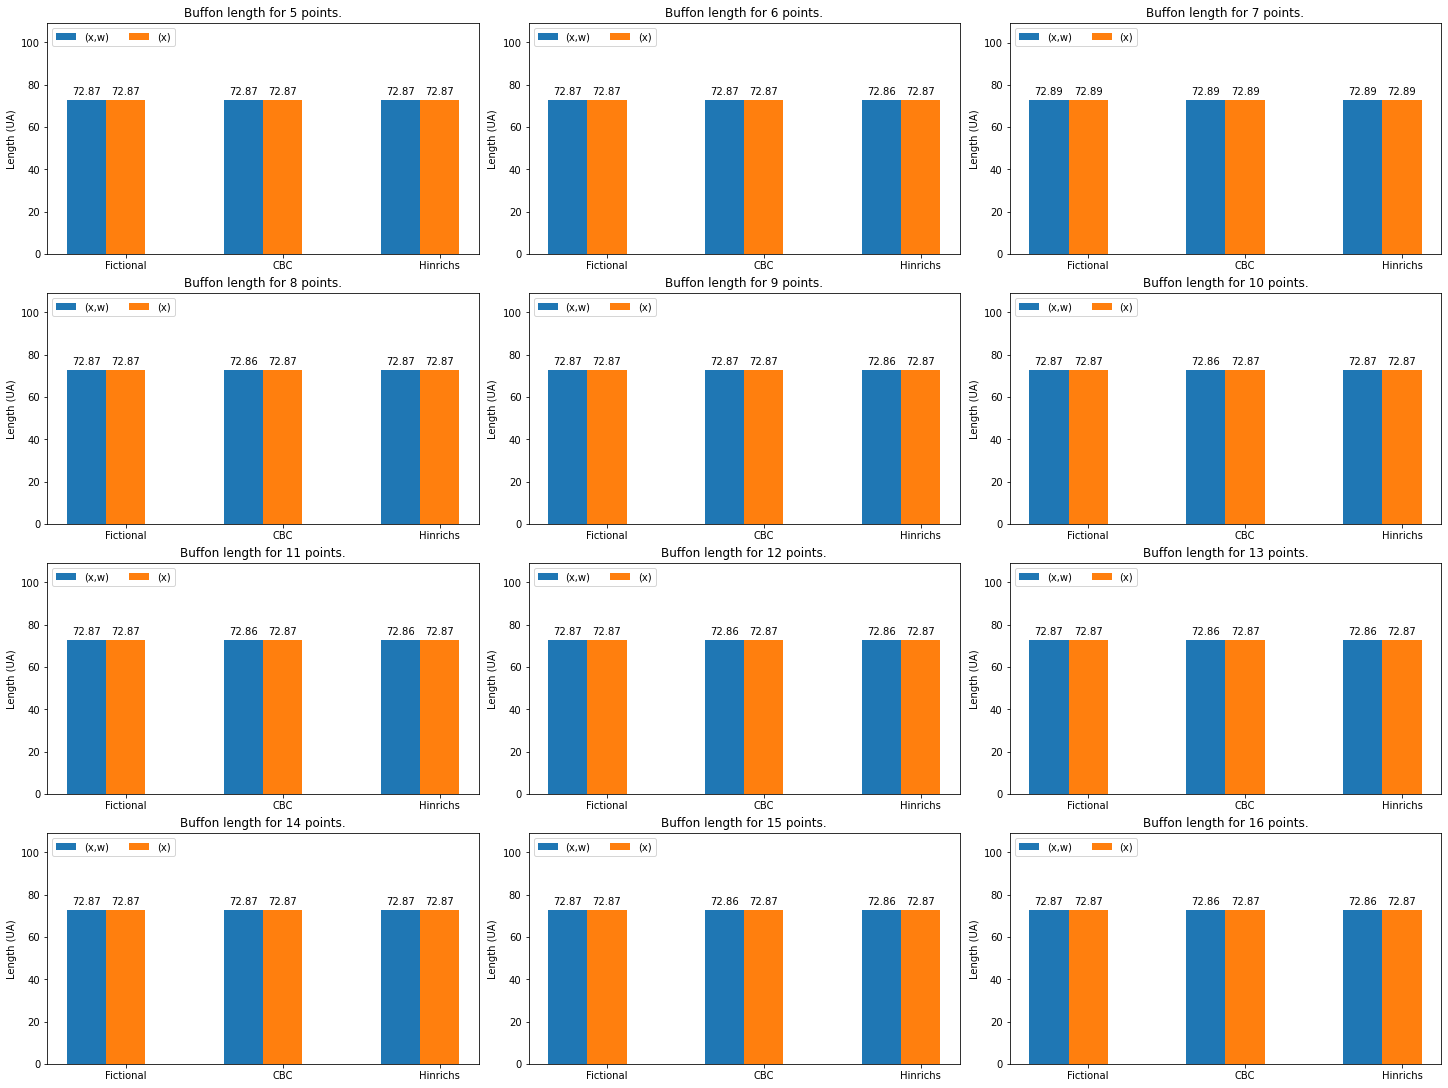 Buffon length for 5 points.
(x,w) (x)
100
80
60
40
20
0
Length (UA)
72.87 72.87 72.87 72.87 72.87 72.87
Fictional CBC Hinrichs
Buffon length for 6 points.
(x,w) (x)
100
80
60
40
20
0
Length (UA)
72.87 72.87 72.87 72.87 72.86 72.87
Fictional CBC Hinrichs
Buffon length for 7 points.
(x,w) (x)
100
80
60
40
20
0
Length (UA)
72.89 72.89 72.89 72.89 72.89 72.89
Fictional CBC Hinrichs
Buffon length for 8 points.
(x,w) (x)
100
80
60
40
20
0
Length (UA)
72.87 72.87 72.86 72.87 72.87 72.87
Fictional CBC Hinrichs
Buffon length for 9 points.
(x,w) (x)
100
80
60
40
20
0
Length (UA)
72.87 72.87 72.87 72.87 72.86 72.87
Fictional CBC Hinrichs
Buffon length for 10 points.
(x,w) (x)
100
80
60
40
20
0
Length (UA)
72.87 72.87 72.86 72.87 72.87 72.87
Fictional CBC Hinrichs
Buffon length for 11 points.
(x,w) (x)
100
80
60
40
20
0
Length (UA)
72.87 72.87 72.86 72.87 72.86 72.87
Fictional CBC Hinrichs
Buffon length for 12 points.
(x,w) (x)
100
80
60
40
20
0
Length (UA)
72.87 72.87 72.86 72.87 72.86 72.87
Fictional CBC Hinrichs
Buffon length for 13 points.
(x,w) (x)
100
80
60
40
20
0
Length (UA)
72.87 72.87 72.86 72.87 72.86 72.87
Fictional CBC Hinrichs
Buffon length for 14 points.
(x,w) (x)
100
80
60
40
20
0
Length (UA)
72.87 72.87 72.87 72.87 72.87 72.87
Fictional CBC Hinrichs
Buffon length for 15 points.
(x,w) (x)
100
80
60
40
20
0
Length (UA)
72.87 72.87 72.86 72.87 72.86 72.87
Fictional CBC Hinrichs
Buffon length for 16 points.
(x,w) (x)
100
80
60
40
20
0
Length (UA)
72.87 72.87 72.86 72.87 72.86 72.87
Fictional CBC Hinrichs